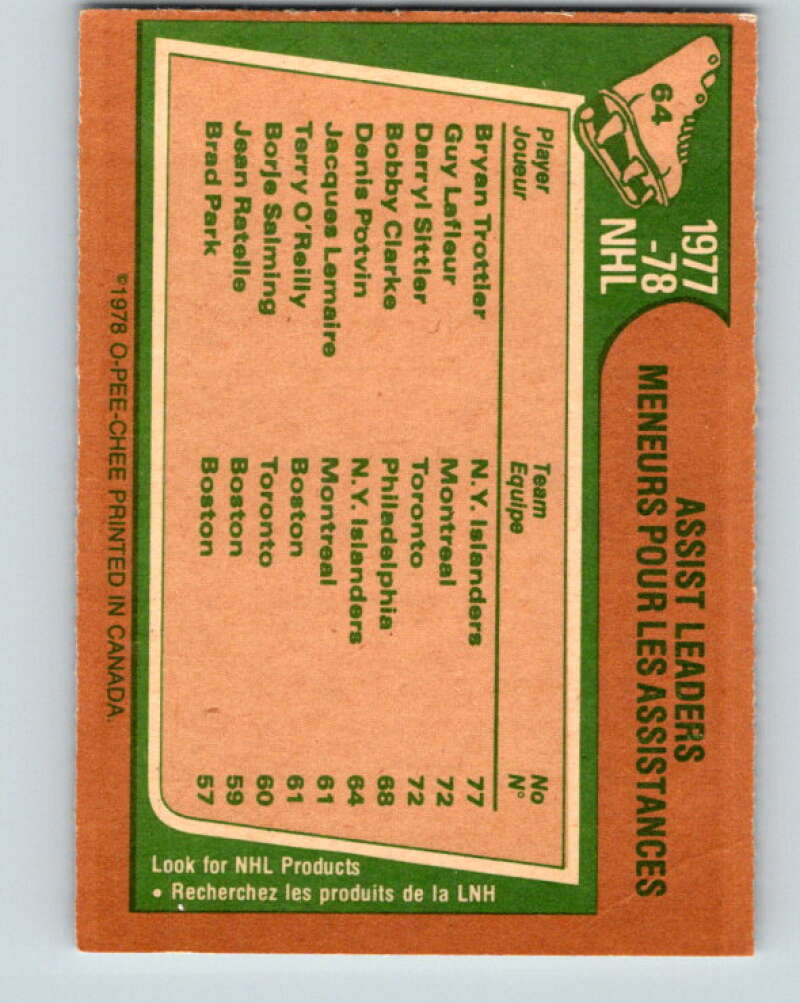 64
1977
-78
NHL
ASSIST LEADERS
MENEURS POUR LES ASSISTANCES
Player Team No
Joueur Equipe N°
Bryan Trottier N.Y. Islanders 77
Guy Lafleur Montreal 72
Darryl Sittler Toronto 72
Bobby Clarke Philadelphia 68
Denis Potvin N.Y. Islanders 64
Jacques Lemaire Montreal 61
Terry O'Reilly Boston 61
Borje Salming Toronto 60
Jean Ratelle Boston 59
Brad Park Boston 57
Look for NHL Products
• Recherchez les produits de la LNH
©1978 O-PEE-CHEE PRINTED IN CANADA.